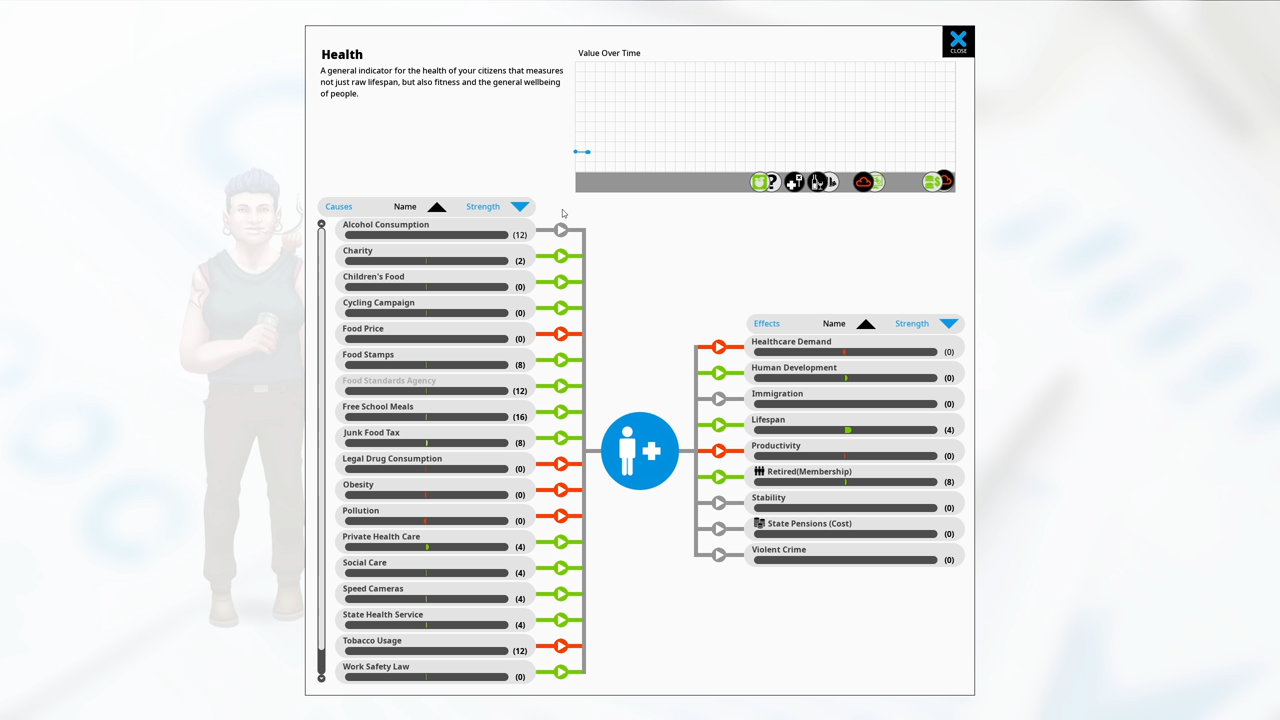 Health
A general indicator for the health of your citizens that measures
not just raw lifespan, but also fitness and the general wellbeing
of people.
Value Over Time
CLOSE
Causes Name Strength
Alcohol Consumption
(12)
Charity
(2)
Children's Food
(0)
Cycling Campaign
(0)
Food Price
(0)
Food Stamps
(8)
Food Standards Agency
(12)
Free School Meals
(16)
Junk Food Tax
(8)
Legal Drug Consumption
(0)
Obesity
(0)
Pollution
(0)
Private Health Care
(4)
Social Care
(4)
Speed Cameras
(4)
State Health Service
(4)
Tobacco Usage
(12)
Work Safety Law
(0)
Effects Name Strength
Healthcare Demand
(0)
Human Development
(0)
Immigration
(0)
Lifespan
(4)
Productivity
(0)
Retired(Membership)
(8)
Stability
(0)
State Pensions (Cost)
(0)
Violent Crime
(0)